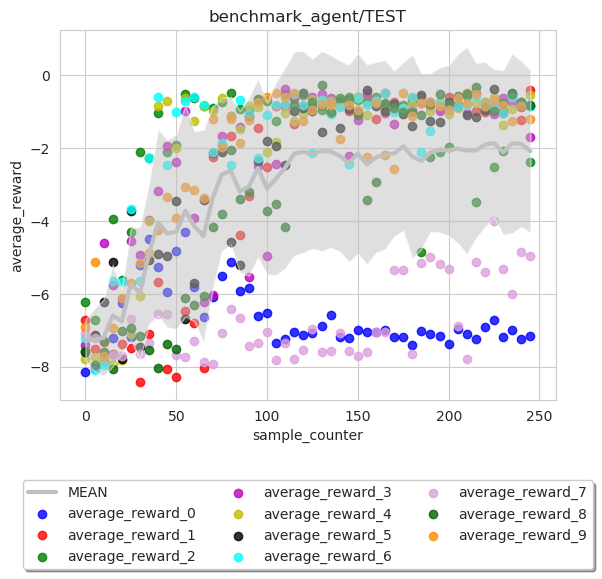 benchmark_agent/TEST
average_reward
0
−2
−4
−6
−8
0 50 100 150 200 250
sample_counter
MEAN
average_reward_0
average_reward_1
average_reward_2
average_reward_3
average_reward_4
average_reward_5
average_reward_6
average_reward_7
average_reward_8
average_reward_9